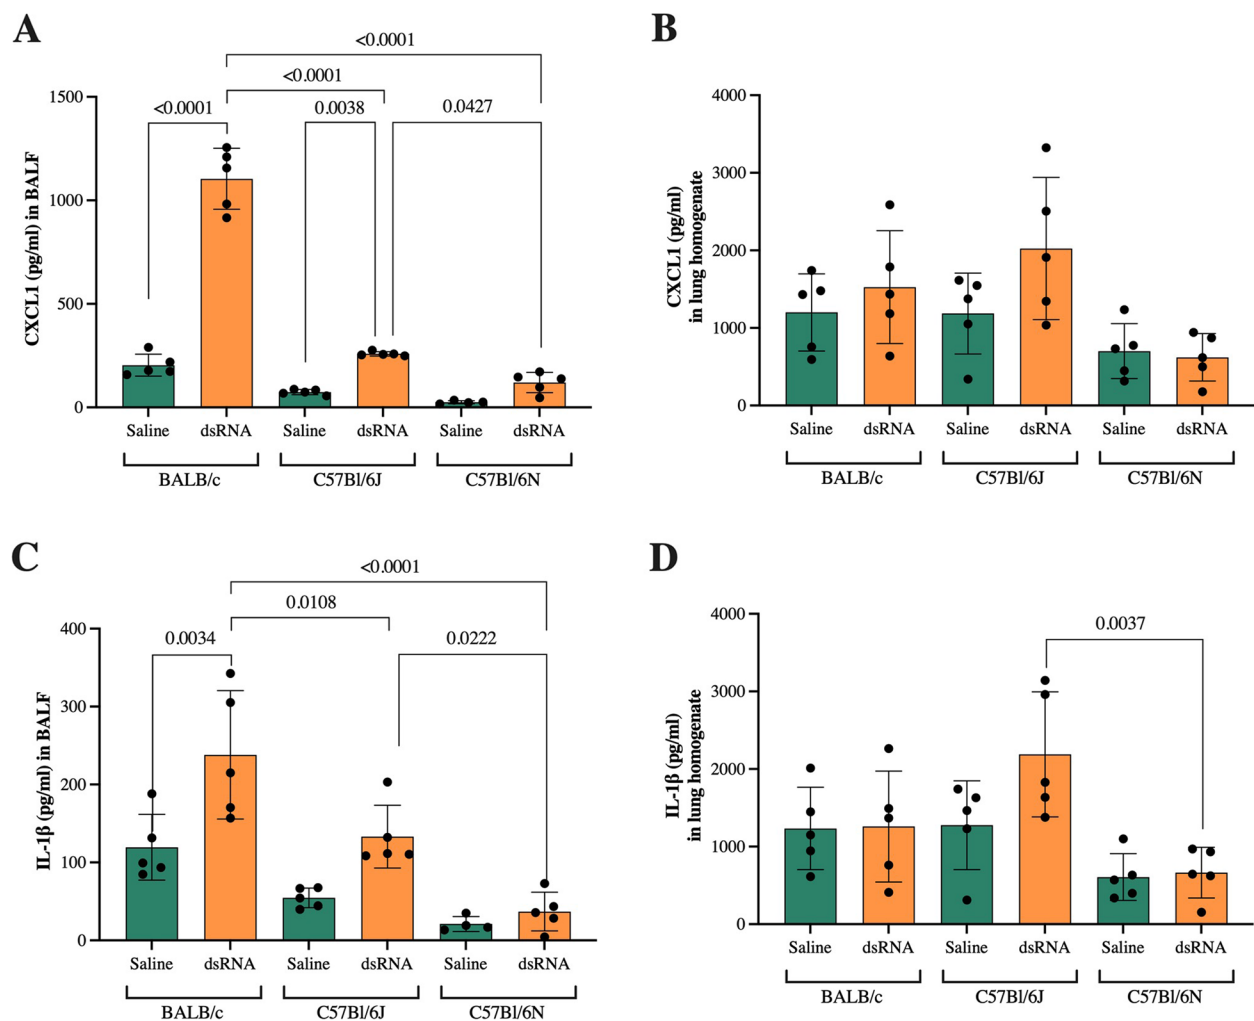 A
<0.0001
<0.0001
<0.0001
0.0038
0.0427
CXCL1 (pg/ml) in BALF
1500
1000
500
0
Saline
dsRNA
Saline
dsRNA
Saline
dsRNA
BALB/c
C57Bl/6J
C57Bl/6N
B
CXCL1 (pg/ml)
in lung homogenate
4000
3000
2000
1000
0
Saline
dsRNA
Saline
dsRNA
Saline
dsRNA
BALB/c
C57Bl/6J
C57Bl/6N
C
<0.0001
0.0108
0.0034
0.0222
IL-1β (pg/ml) in BALF
400
300
200
100
0
Saline
dsRNA
Saline
dsRNA
Saline
dsRNA
BALB/c
C57Bl/6J
C57Bl/6N
D
0.0037
IL-1β (pg/ml)
in lung homogenate
4000
3000
2000
1000
0
Saline
dsRNA
Saline
dsRNA
Saline
dsRNA
BALB/c
C57Bl/6J
C57Bl/6N